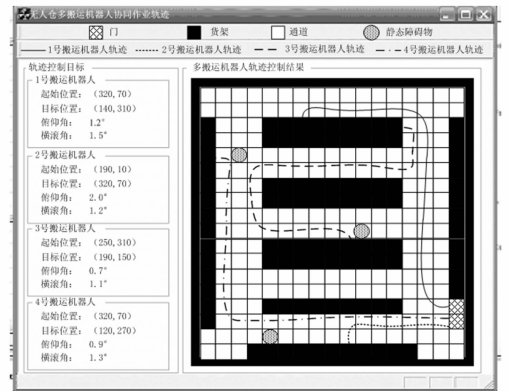 无人仓多搬运机器人协同作业轨迹
门 货架 通道 静态障碍物
1号搬运机器人轨迹 2号搬运机器人轨迹 3号搬运机器人轨迹 4号搬运机器人轨迹
轨迹控制目标
1号搬运机器人
起始位置：（320,70）
目标位置：（140,310）
俯仰角： 1.2°
横滚角： 1.5°
2号搬运机器人
起始位置：（190,10）
目标位置：（320,70）
俯仰角： 2.0°
横滚角： 1.2°
3号搬运机器人
起始位置：（250,310）
目标位置：（190,150）
俯仰角： 0.7°
横滚角： 1.1°
4号搬运机器人
起始位置：（320,70）
目标位置：（120,270）
俯仰角： 0.9°
横滚角： 1.3°
多搬运机器人轨迹控制结果